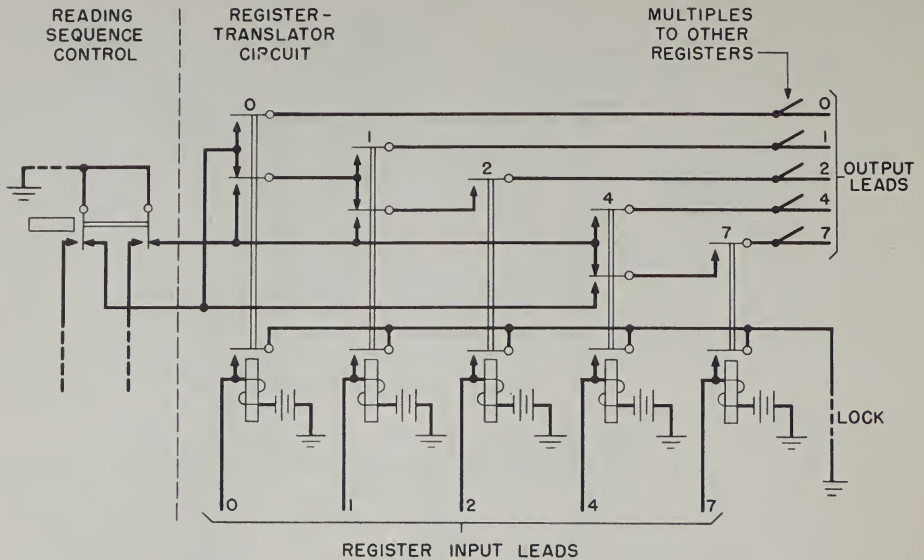 READING
SEQUENCE
CONTROL
REGISTER-
TRANSLATOR
CIRCUIT
MULTIPLES
TO OTHER
REGISTERS
0
1
2
4
7
0
1
2
4
7
OUTPUT
LEADS
LOCK
0
1
2
4
7
REGISTER INPUT LEADS